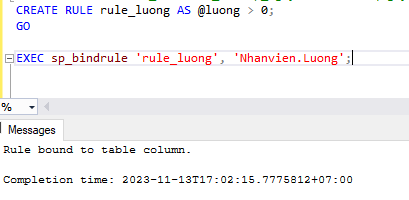 CREATE RULE rule_luong AS @luong > 0;
GO
EXEC sp_bindrule 'rule_luong', 'Nhanvien.Luong';
%
Messages
Rule bound to table column.
Completion time: 2023-11-13T17:02:15.7775812+07:00